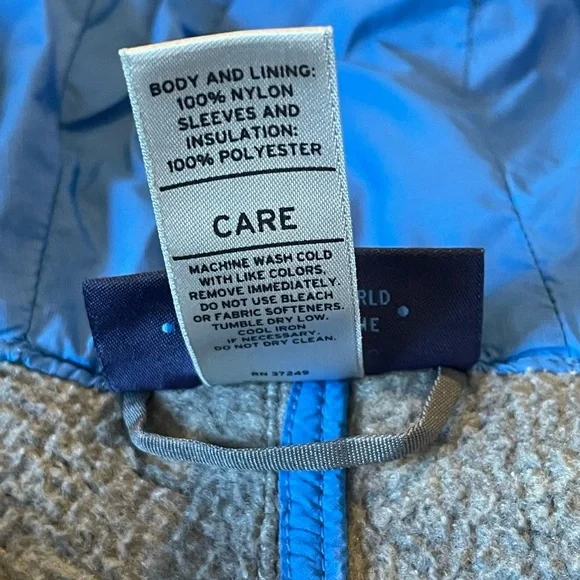 BODY AND LINING:
100% NYLON
SLEEVES AND
INSULATION:
100% POLYESTER
CARE
MACHINE WASH COLD
WITH LIKE COLORS,
REMOVE IMMEDIATELY.
DO NOT USE BLEACH
OR FABRIC SOFTENERS.
TUMBLE DRY LOW.
COOL IRON
IF NECESSARY.
DO NOT DRY CLEAN.
RN 37249